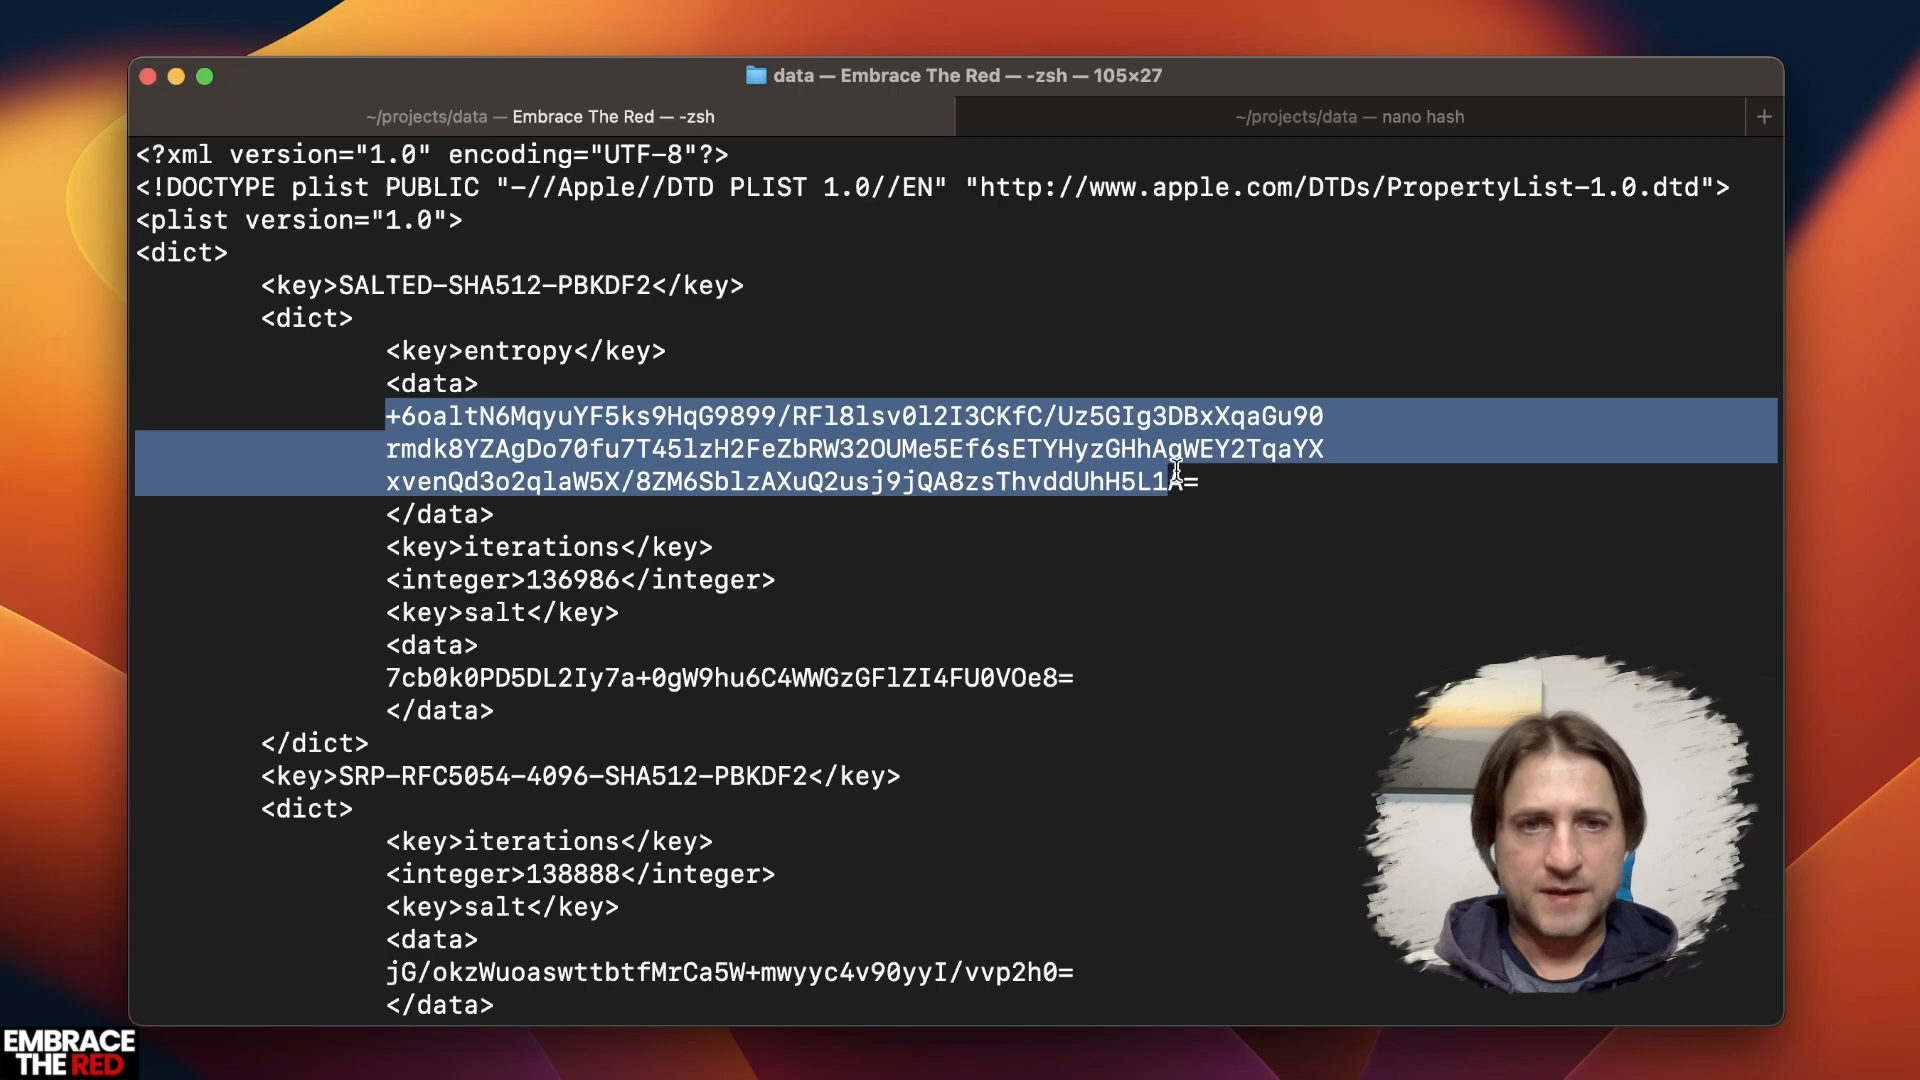 data — Embrace The Red — -zsh — 105×27
~/projects/data — Embrace The Red — -zsh
~/projects/data — nano hash
+
<?xml version="1.0" encoding="UTF-8"?>
<!DOCTYPE plist PUBLIC "-//Apple//DTD PLIST 1.0//EN" "http://www.apple.com/DTDs/PropertyList-1.0.dtd">
<plist version="1.0">
<dict>
<key>SALTED-SHA512-PBKDF2</key>
<dict>
<key>entropy</key>
<data>
+6oaltN6MqyuYF5ks9HqG9899/RFl8lsv0l2I3CKfC/Uz5GIg3DBxXqaGu90
rmdk8YZAgDo70fu7T45lzH2FeZbRW32OUMe5Ef6sETYHyzGHhAgWEY2TqaYX
xvenQd3o2qlaW5X/8ZM6SblzAXuQ2usj9jQA8zsThvddUhH5L1A=
</data>
<key>iterations</key>
<integer>136986</integer>
<key>salt</key>
<data>
7cb0k0PD5DL2Iy7a+0gW9hu6C4WWGzGFlZI4FU0VOe8=
</data>
</dict>
<key>SRP-RFC5054-4096-SHA512-PBKDF2</key>
<dict>
<key>iterations</key>
<integer>138888</integer>
<key>salt</key>
<data>
jG/okzWuoaswttbtfMrCa5W+mwyyc4v90yyI/vvp2h0=
</data>
EMBRACE
THE RED